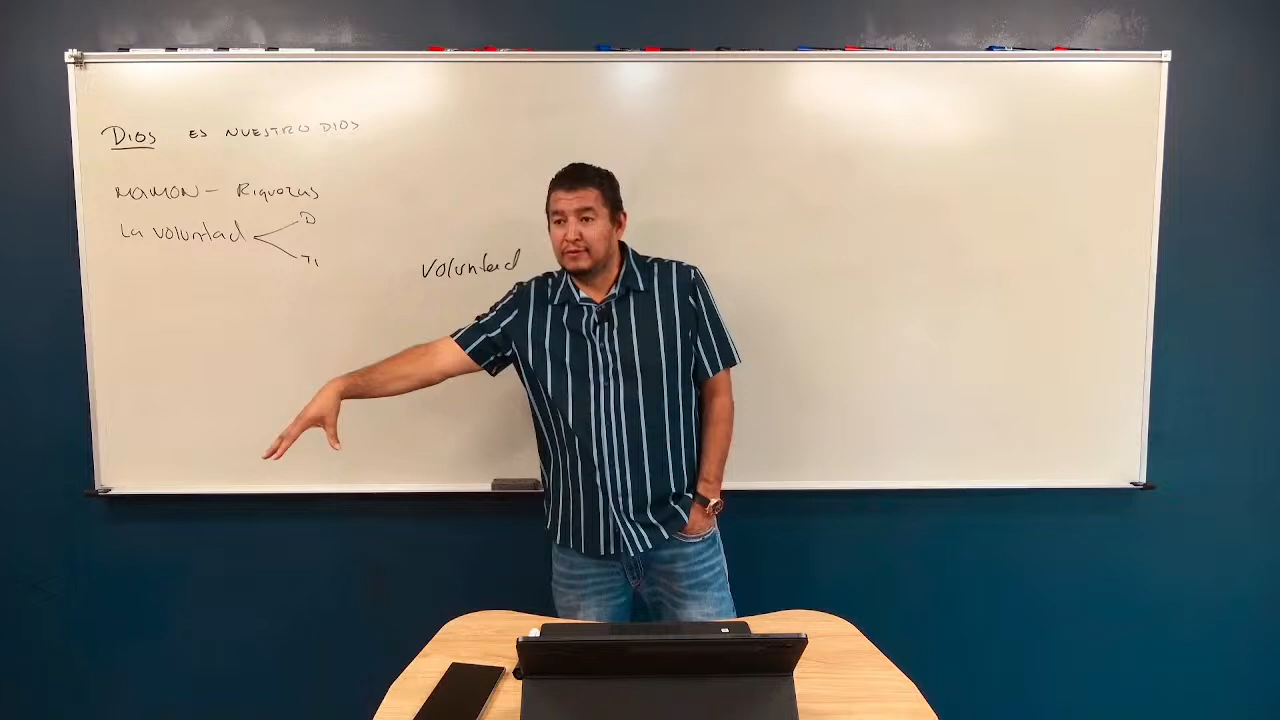 Dios es nuestro Dios
Mamon - Riquezas
La voluntad
D
voluntad